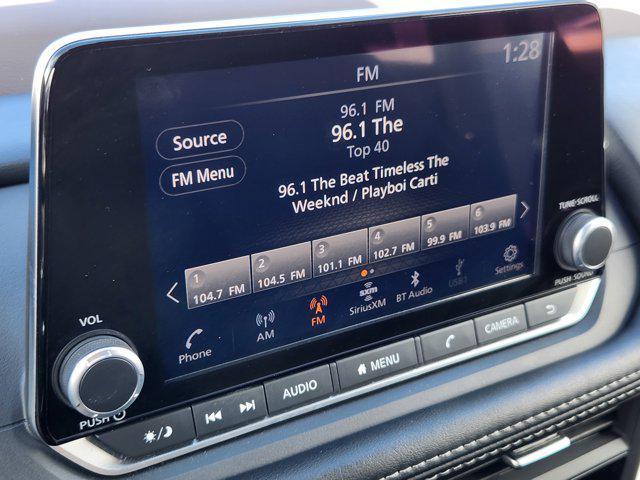 FM
1:28
96.1 FM
96.1 The
Top 40
Source
FM Menu
96.1 The Beat Timeless The
Weeknd / Playboi Carti
1
104.7 FM
2
104.5 FM
3
101.1 FM
4
102.7 FM
5
99.9 FM
6
103.9 FM
Phone
AM
FM
sxm
SiriusXM
BT Audio
USB1
Settings
TUNE·SCROLL
PUSH SOUND
VOL
PUSH
AUDIO
MENU
CAMERA